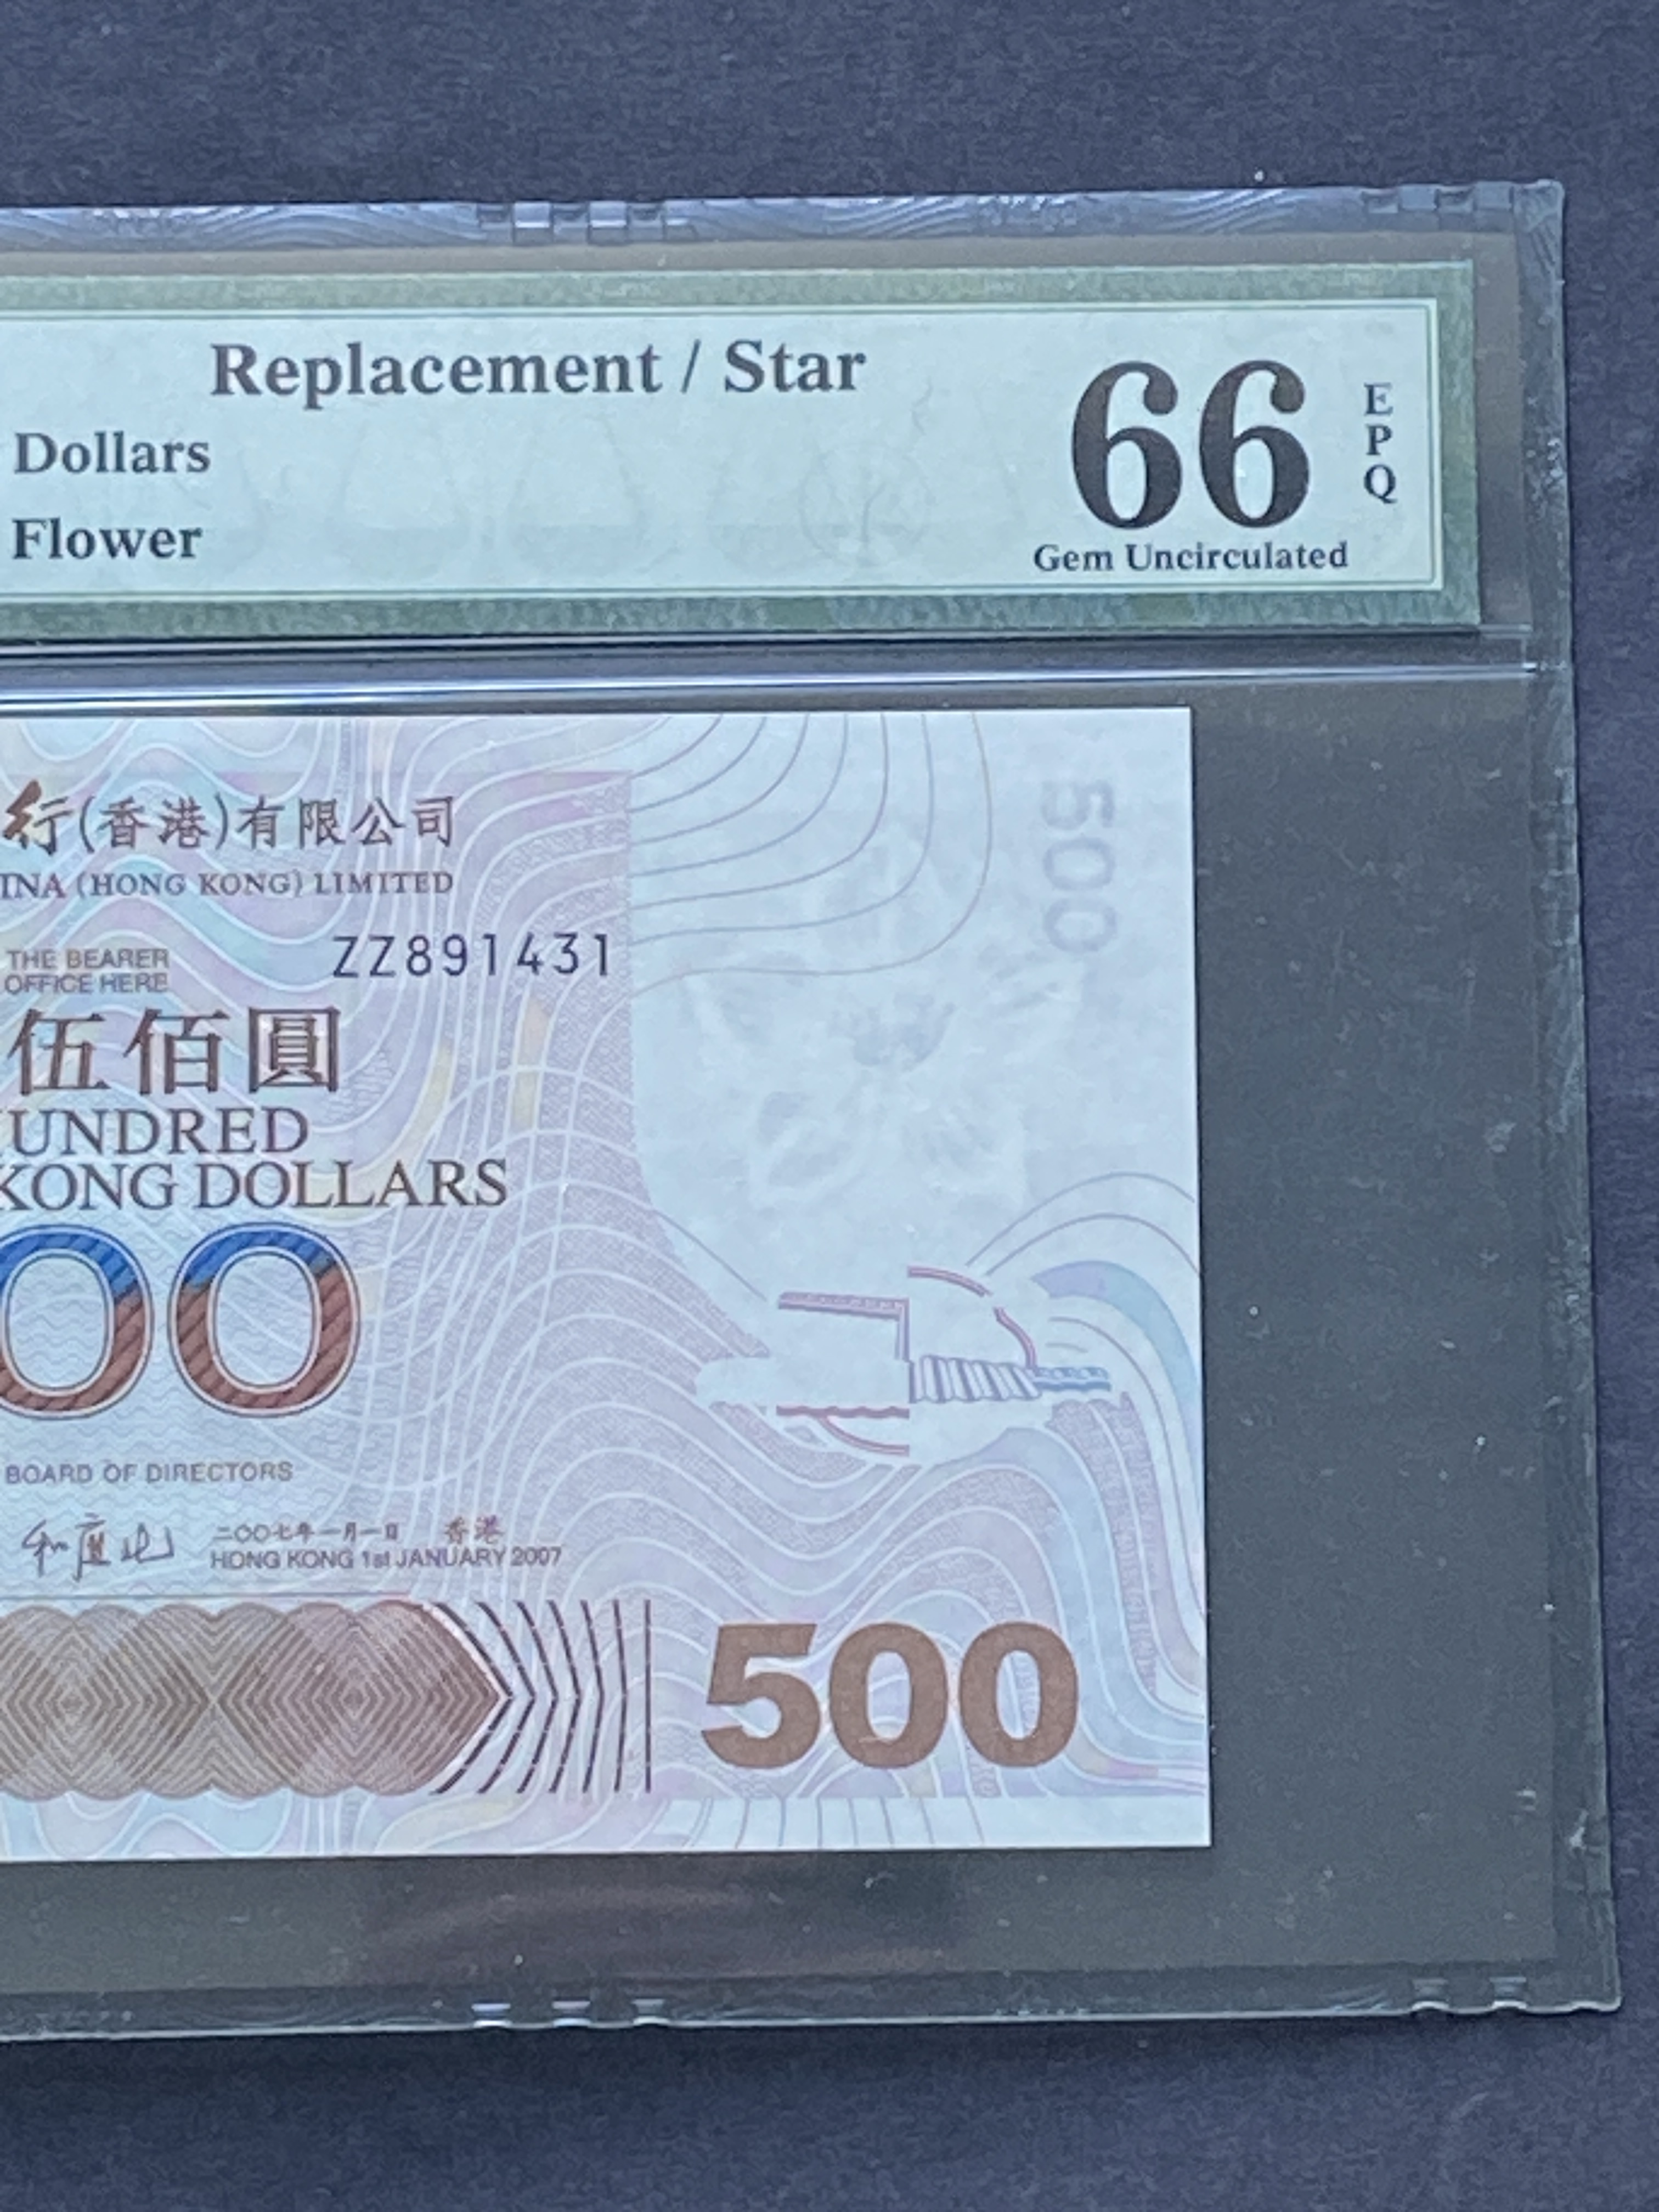 Replacement / Star
Dollars
Flower
66
EPQ
Gem Uncirculated
500
行(香港)有限公司
INA (HONG KONG) LIMITED
THE BEARER
OFFICE HERE
ZZ891431
伍佰圓
UNDRED
KONG DOLLARS
00
BOARD OF DIRECTORS
二〇〇七年一月一日 香港
HONG KONG 1st JANUARY 2007
500